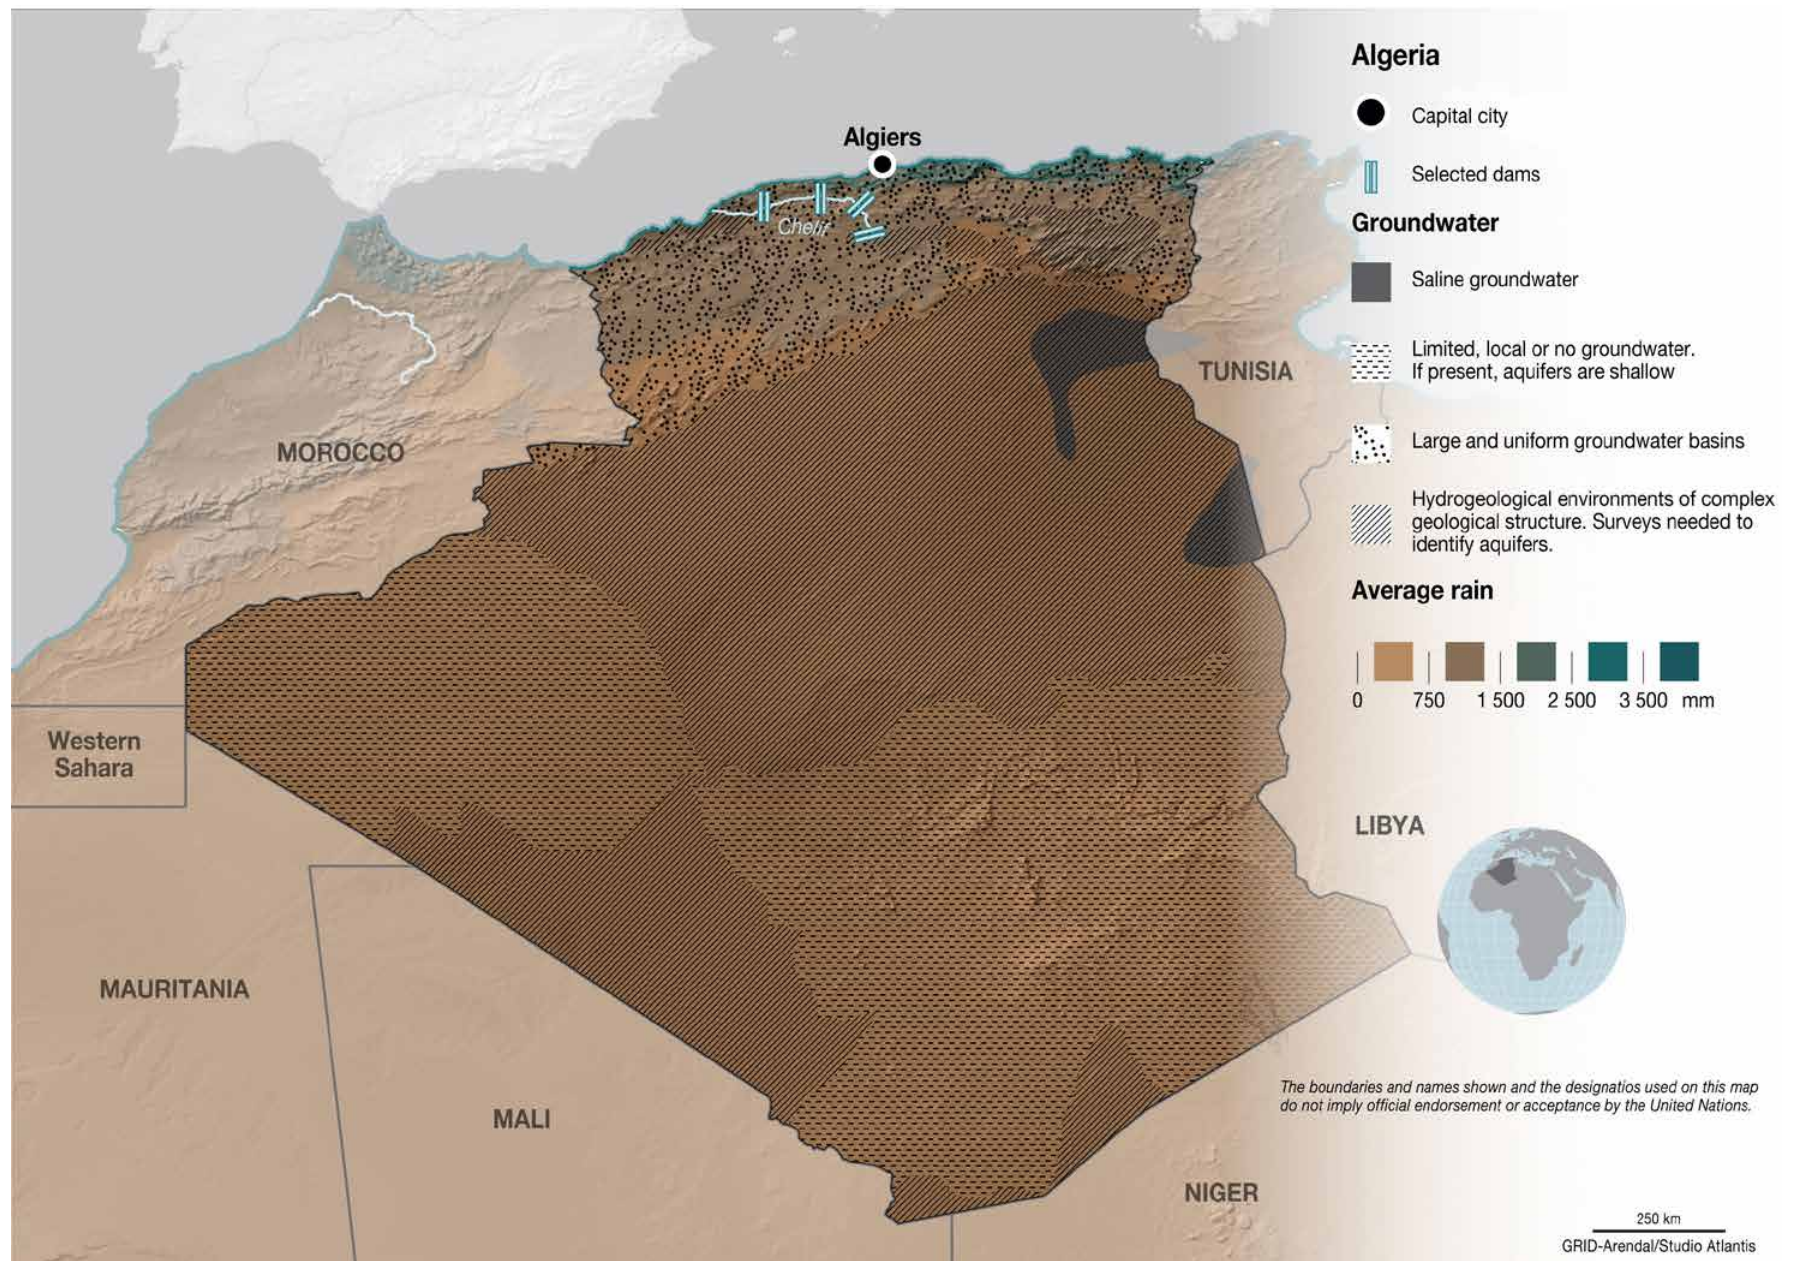 Algeria
Capital city
Selected dams
Groundwater
Saline groundwater
Limited, local or no groundwater.
If present, aquifers are shallow
Large and uniform groundwater basins
Hydrogeological environments of complex
geological structure. Surveys needed to
identify aquifers.
Average rain
0 750 1 500 2 500 3 500 mm
Algiers
Chelif
MOROCCO
TUNISIA
Western
Sahara
LIBYA
MAURITANIA
MALI
NIGER
The boundaries and names shown and the designatios used on this map
do not imply official endorsement or acceptance by the United Nations.
250 km
GRID-Arendal/Studio Atlantis